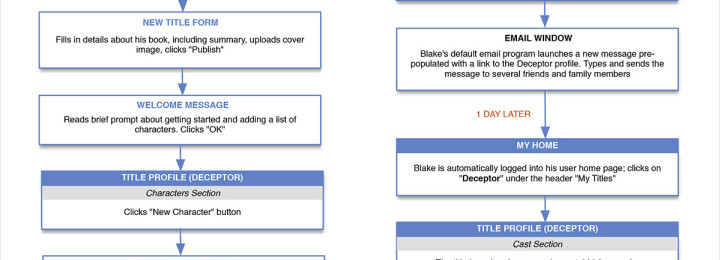 NEW TITLE FORM
Fills in details about his book, including summary, uploads cover
image, clicks "Publish"
WELCOME MESSAGE
Reads brief prompt about getting started and adding a list of
characters. Clicks "OK"
TITLE PROFILE (DECEPTOR)
Characters Section
Clicks "New Character" button
EMAIL WINDOW
Blake's default email program launches a new message pre-
populated with a link to the Deceptor profile. Types and sends the
message to several friends and family members
1 DAY LATER
MY HOME
Blake is automatically logged into his user home page; clicks on
"Deceptor" under the header "My Titles"
TITLE PROFILE (DECEPTOR)
Cast Section